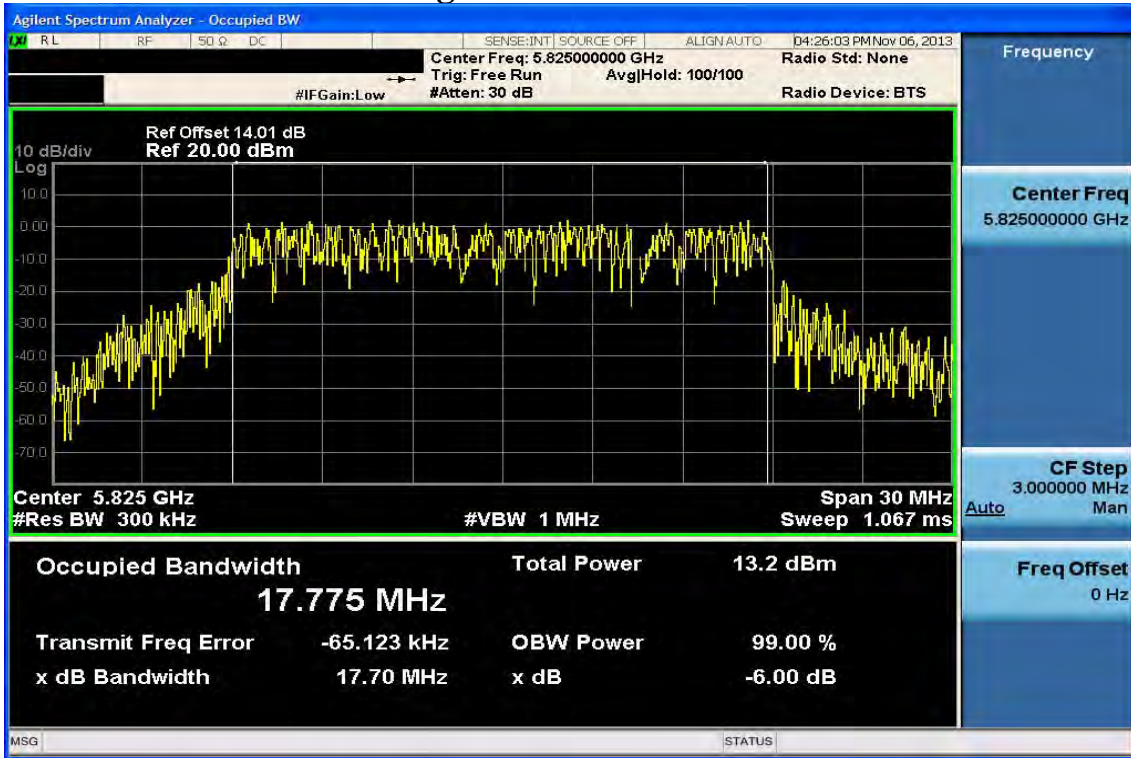 Agilent Spectrum Analyzer - Occupied BW
LXI RL RF 50 Ω DC SENSE:INT SOURCE OFF ALIGN AUTO 04:26:03 PM Nov 06, 2013
Center Freq: 5.825000000 GHz Radio Std: None
Trig: Free Run Avg|Hold: 100/100
#IFGain:Low #Atten: 30 dB Radio Device: BTS
Frequency
Ref Offset 14.01 dB
10 dB/div Ref 20.00 dBm
Log
10.0
0.00
-10.0
-20.0
-30.0
-40.0
-50.0
-60.0
-70.0
Center 5.825 GHz Span 30 MHz
#Res BW 300 kHz #VBW 1 MHz Sweep 1.067 ms
Center Freq
5.825000000 GHz
CF Step
3.000000 MHz
Auto Man
Freq Offset
0 Hz
Occupied Bandwidth Total Power 13.2 dBm
17.775 MHz
Transmit Freq Error -65.123 kHz OBW Power 99.00 %
x dB Bandwidth 17.70 MHz x dB -6.00 dB
MSG STATUS